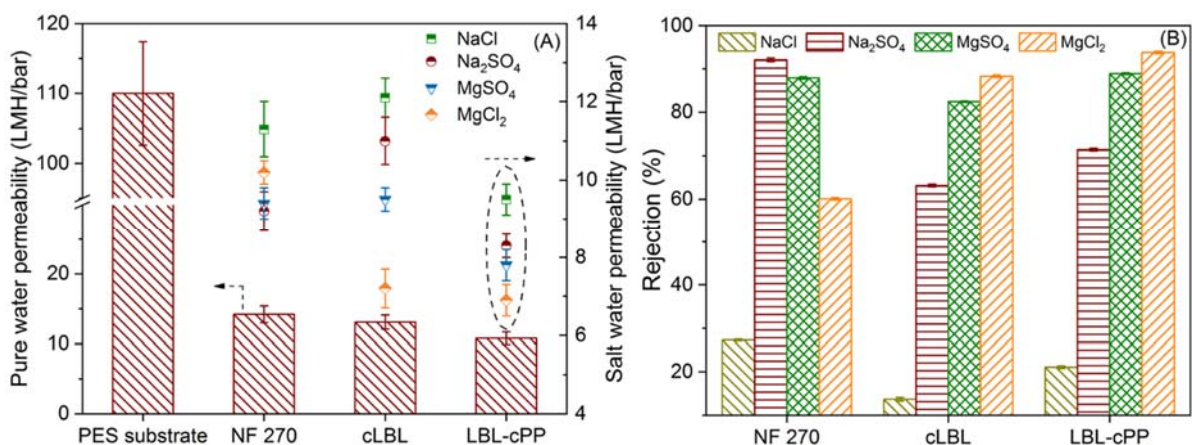 (A)
Pure water permeability (LMH/bar)
120
110
100
20
10
0
NaCl
Na₂SO₄
MgSO₄
MgCl₂
14
12
10
8
6
4
Salt water permeability (LMH/bar)
PES substrate NF 270 cLBL LBL-cPP
(B)
Rejection (%)
100
80
60
40
20
NaCl Na₂SO₄ MgSO₄ MgCl₂
NF 270 cLBL LBL-cPP